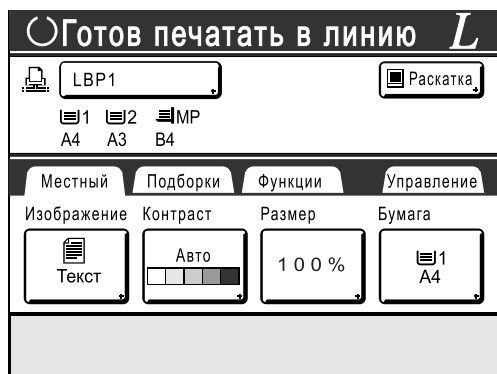 Готов печатать в линию L
LBP1 Раскатка
1 2 MP
A4 A3 B4
Местный Подборки Функции Управление
Изображение Контраст Размер Бумага
Текст Авто 100% 1
A4